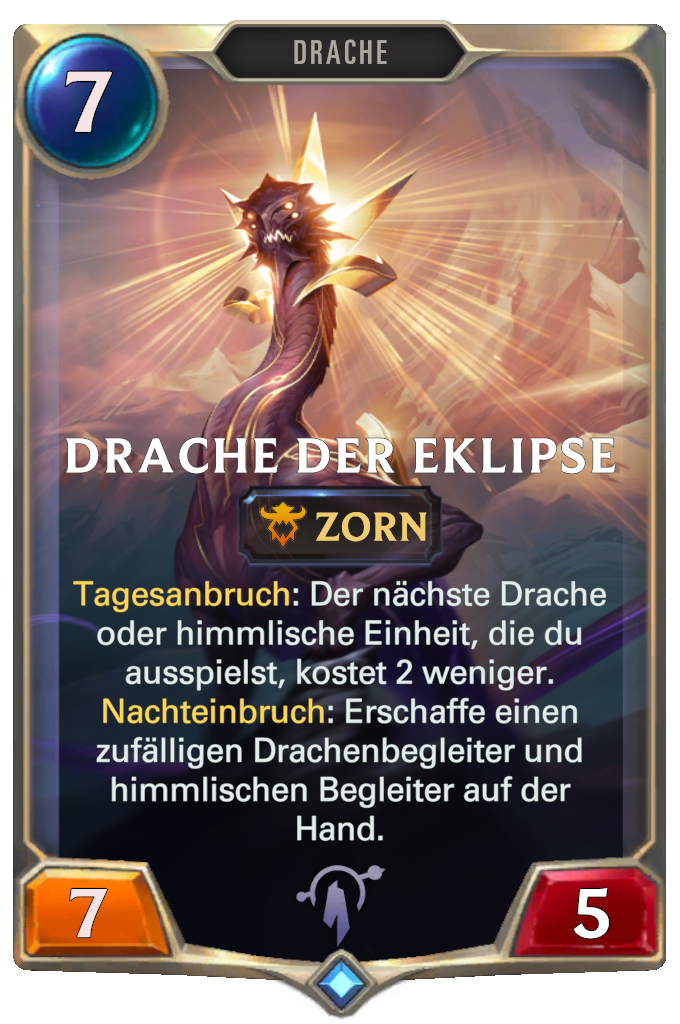 DRACHE
7
DRACHE DER EKLIPSE
ZORN
Tagesanbruch: Der nächste Drache
oder himmlische Einheit, die du
ausspielst, kostet 2 weniger.
Nachteinbruch: Erschaffe einen
zufälligen Drachenbegleiter und
himmlischen Begleiter auf der
Hand.
7
5